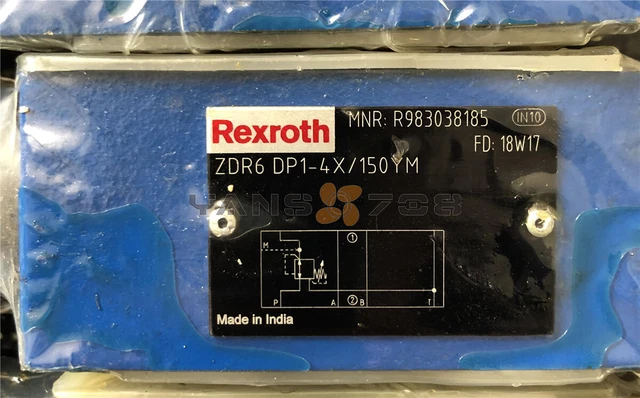 Rexroth
MNR: R983038185
IN10
FD: 18W17
ZDR6 DP1-4X/150YM
YANS 738
M
①
P A ② B T
Made in India